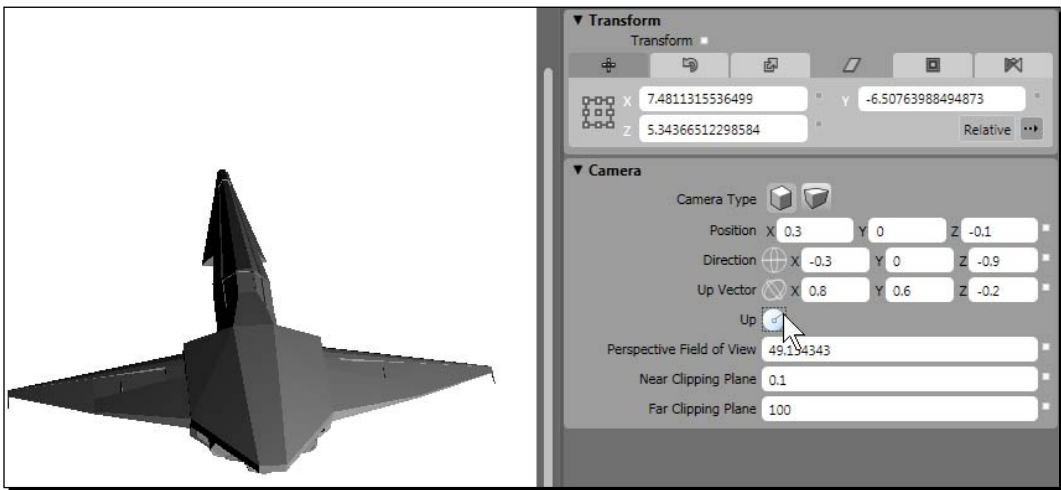 ▼ Transform
Transform
X 7.4811315536499 Y -6.50763988494873
Z 5.34366512298584 Relative
▼ Camera
Camera Type
Position X 0.3 Y 0 Z -0.1
Direction X -0.3 Y 0 Z -0.9
Up Vector X 0.8 Y 0.6 Z -0.2
Up
Perspective Field of View
Near Clipping Plane 0.1
Far Clipping Plane 100